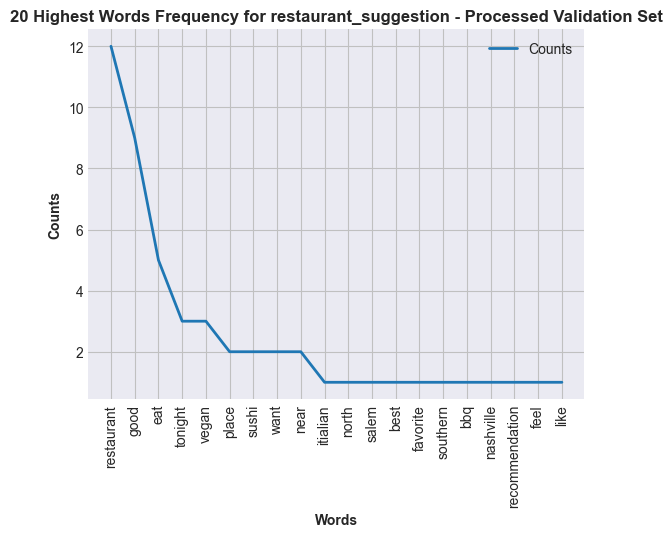 20 Highest Words Frequency for restaurant_suggestion - Processed Validation Set
Counts
12
10
8
6
4
2
Counts
restaurant
good
eat
tonight
vegan
place
sushi
want
near
itialian
north
salem
best
favorite
southern
bbq
nashville
recommendation
feel
like
Words